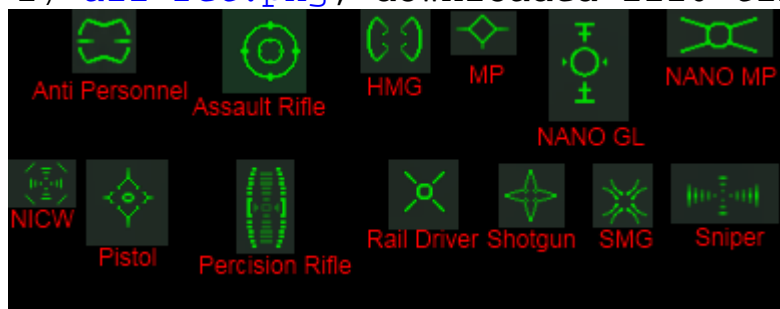 Anti Personnel
Assault Rifle
HMG
MP
NANO GL
NANO MP
NICW
Pistol
Percision Rifle
Rail Driver
Shotgun
SMG
Sniper